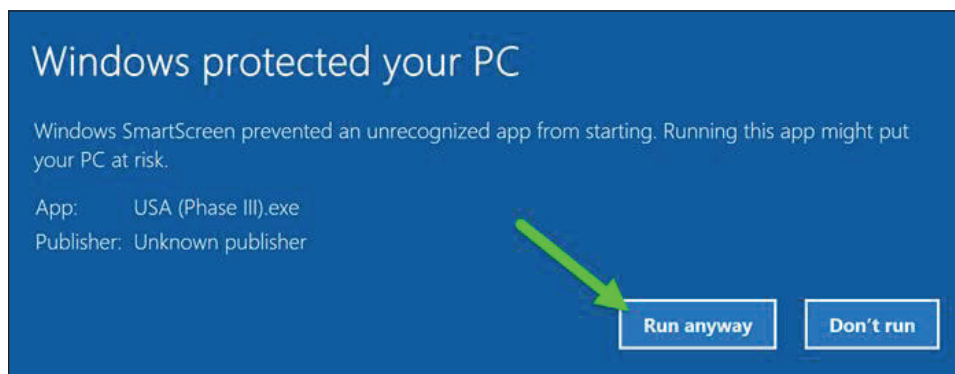 Windows protected your PC
Windows SmartScreen prevented an unrecognized app from starting. Running this app might put
your PC at risk.
App: USA (Phase III).exe
Publisher: Unknown publisher
Run anyway Don't run